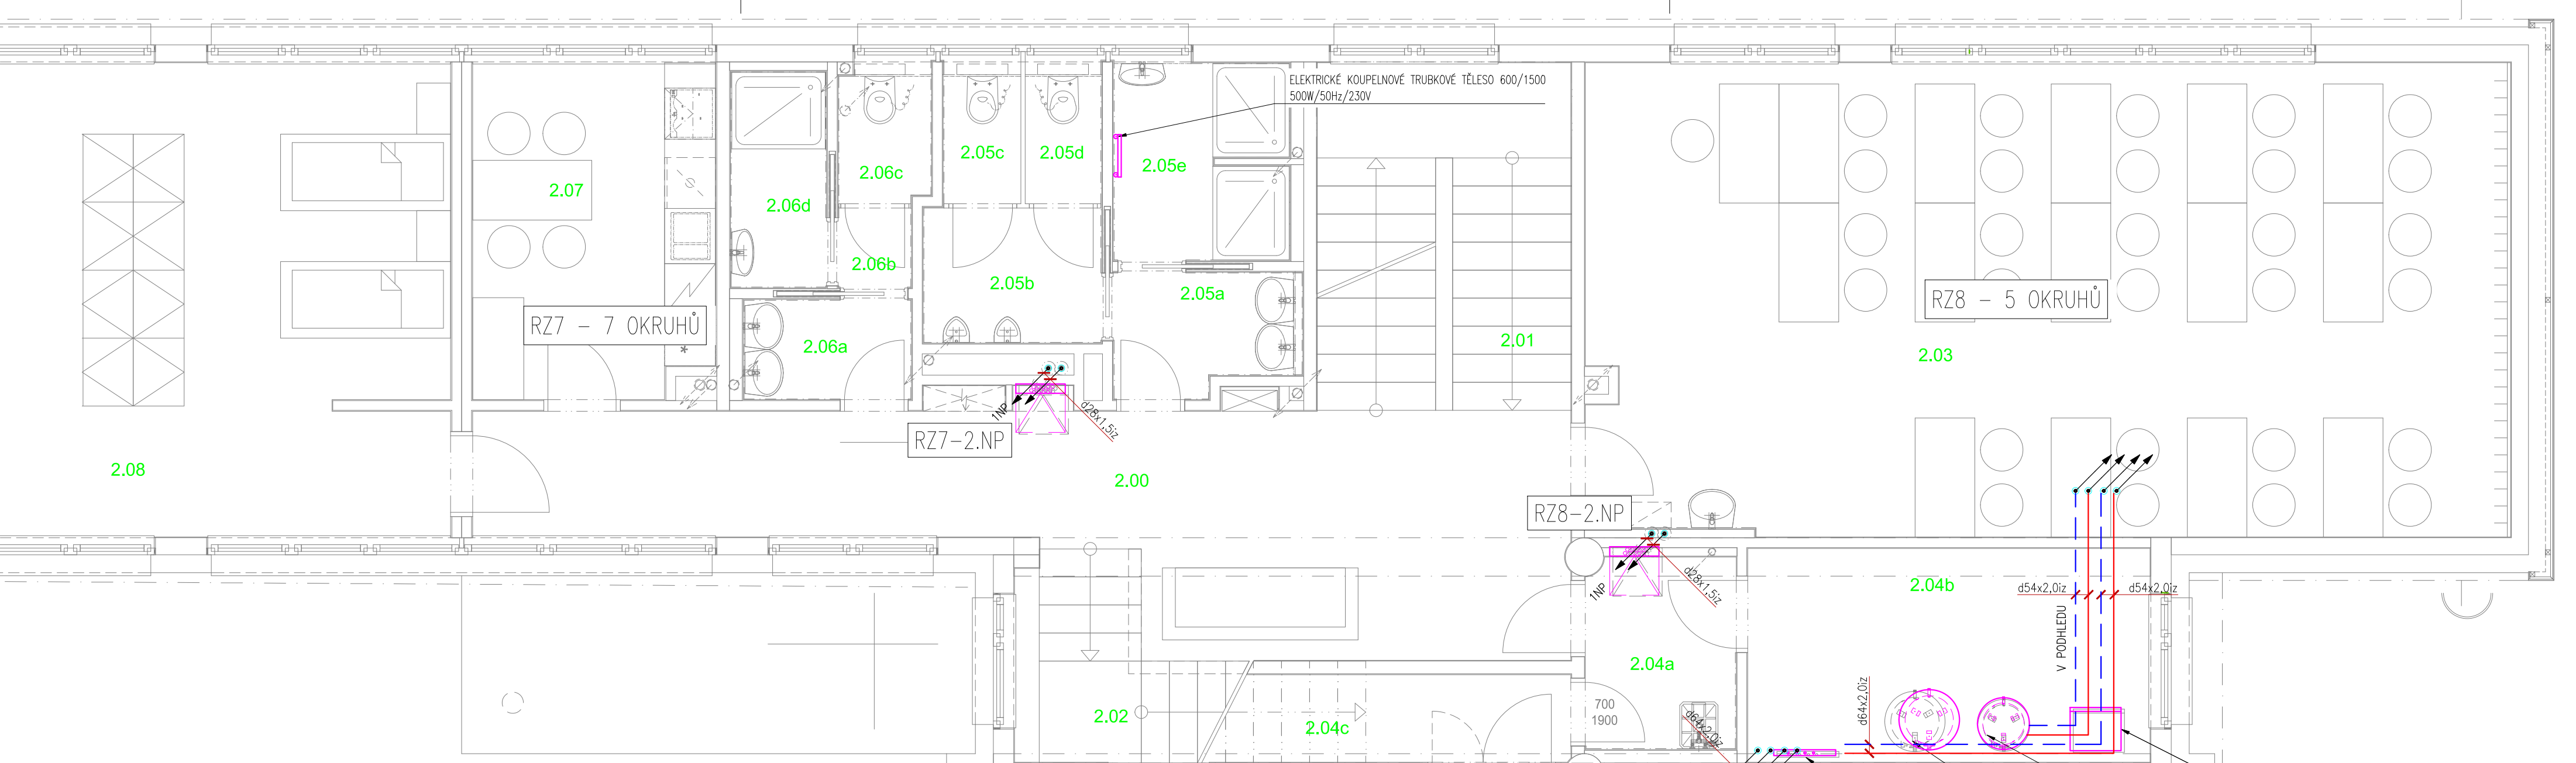 ELEKTRICKÉ KOUPELNOVÉ TRUBKOVÉ TĚLESO 600/1500
500W/50Hz/230V
2.05c
2.05d
2.05e
2.06c
2.07
2.06d
2.06b
2.05b
2.05a
RZ8 - 5 OKRUHŮ
RZ7 - 7 OKRUHŮ
2.06a
2.01
2.03
*
1NP
d28x1,5iz
RZ7-2.NP
2.08
2.00
RZ8-2.NP
1NP
d28x1,5iz
2.04b
d54x2,0iz
d54x2,0iz
V PODHLEDU
2.04a
700
1900
2.02
2.04c
d64x2,0iz
d64x2,0iz